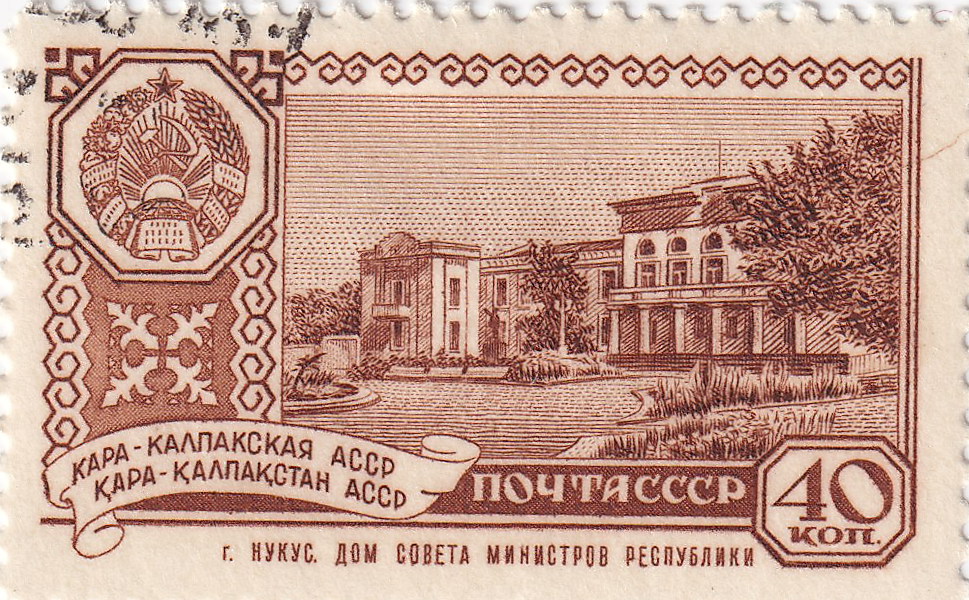 КАРА-КАЛПАКСКАЯ АССР
ҚАРА-ҚАЛПАҚСТАН АССР
ПОЧТА СССР
40
КОП.
г. НУКУС. ДОМ СОВЕТА МИНИСТРОВ РЕСПУБЛИКИ